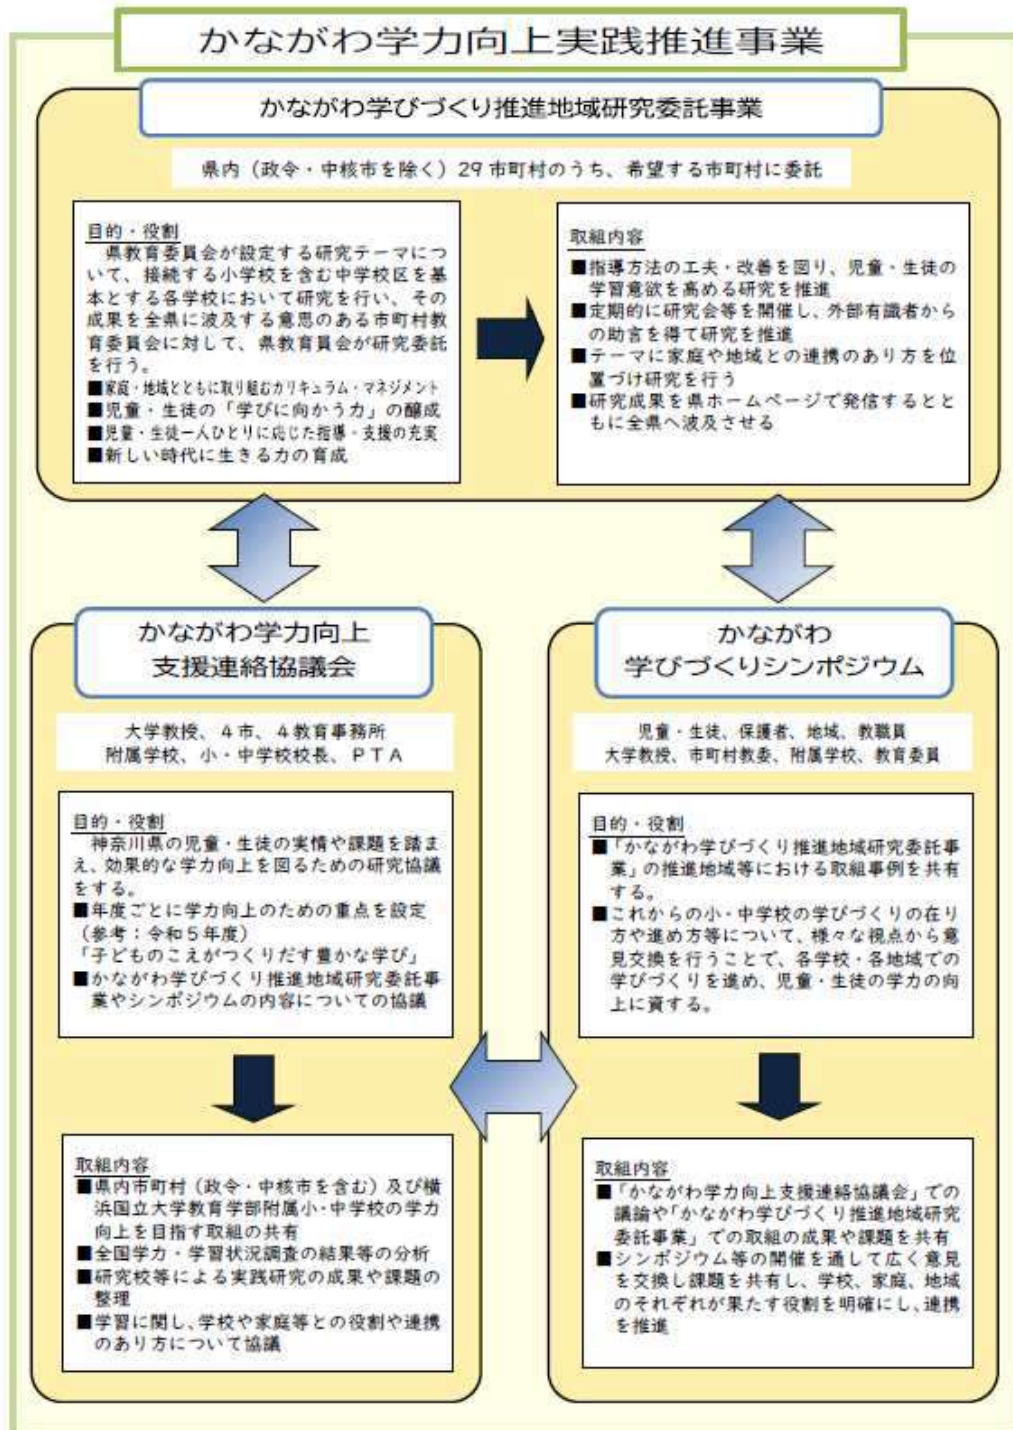 かながわ学力向上実践推進事業
かながわ学びづくり推進地域研究委託事業
県内（政令・中核市を除く）29市町村のうち、希望する市町村に委託
目的・役割
県教育委員会が設定する研究テーマにつ
いて、接続する小学校を含む中学校区を基
本とする各学校において研究を行い、その
成果を全県に波及する意思のある市町村教
育委員会に対して、県教育員会が研究委託
を行う。
■家庭・地域とともに取り組むカリキュラム・マネジメント
■児童・生徒の「学びに向かう力」の醸成
■児童・生徒一人ひとりに応じた指導・支援の充実
■新しい時代に生きる力の育成
取組内容
■指導方法の工夫・改善を図り、児童・生徒の
学習意欲を高める研究を推進
■定期的に研究会等を開催し、外部有識者から
の助言を得て研究を推進
■テーマに家庭や地域との連携のあり方を位
置づけ研究を行う
■研究成果を県ホームページで発信するとと
もに全県へ波及させる
かながわ学力向上
支援連絡協議会
大学教授、４市、４教育事務所
附属学校、小・中学校校長、ＰＴＡ
目的・役割
神奈川県の児童・生徒の実情や課題を踏ま
え、効果的な学力向上を図るための研究協議
をする。
■年度ごとに学力向上のための重点を設定
（参考：令和５年度）
「子どものこえがつくりだす豊かな学び」
■かながわ学びづくり推進地域研究委託事
業やシンポジウムの内容についての協議
取組内容
■県内市町村（政令・中核市を含む）及び横
浜国立大学教育学部附属小・中学校の学力
向上を目指す取組の共有
■全国学力・学習状況調査の結果等の分析
■研究校等による実践研究の成果や課題の
整理
■学習に関し、学校や家庭等との役割や連携
のあり方について協議
かながわ
学びづくりシンポジウム
児童・生徒、保護者、地域、教職員
大学教授、市町村教委、附属学校、教育委員
目的・役割
■「かながわ学びづくり推進地域研究委託事
業」の推進地域等における取組事例を共有
する。
■これからの小・中学校の学びづくりの在り
方や進め方等について、様々な視点から意
見交換を行うことで、各学校・各地域での
学びづくりを進め、児童・生徒の学力の向
上に資する。
取組内容
■「かながわ学力向上支援連絡協議会」での
議論や「かながわ学びづくり推進地域研究
委託事業」での取組の成果や課題を共有
■シンポジウム等の開催を通して広く意見
を交換し課題を共有し、学校、家庭、地域
のそれぞれが果たす役割を明確にし、連携
を推進